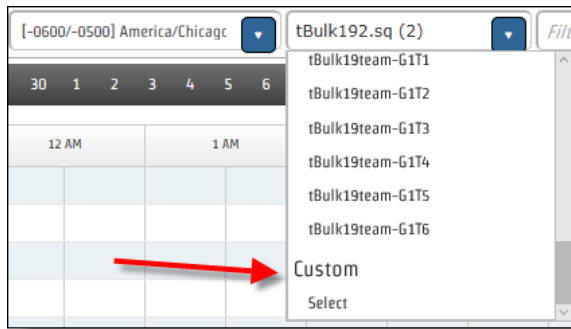 [-0600/-0500] America/Chicago
tBulk192.sq (2)
Filt
tBulk19team-G1T1
30 1 2 3 4 5 6
tBulk19team-G1T2
tBulk19team-G1T3
12 AM 1 AM
tBulk19team-G1T4
tBulk19team-G1T5
tBulk19team-G1T6
Custom
Select